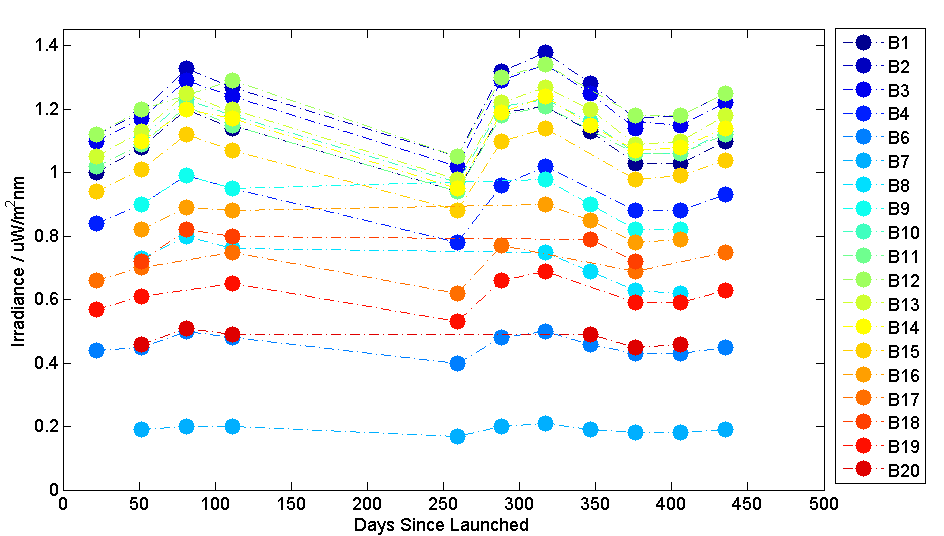 1.4
1.2
1
0.8
0.6
0.4
0.2
0
Irradiance / uW/m²nm
0 50 100 150 200 250 300 350 400 450 500
Days Since Launched
B1
B2
B3
B4
B6
B7
B8
B9
B10
B11
B12
B13
B14
B15
B16
B17
B18
B19
B20